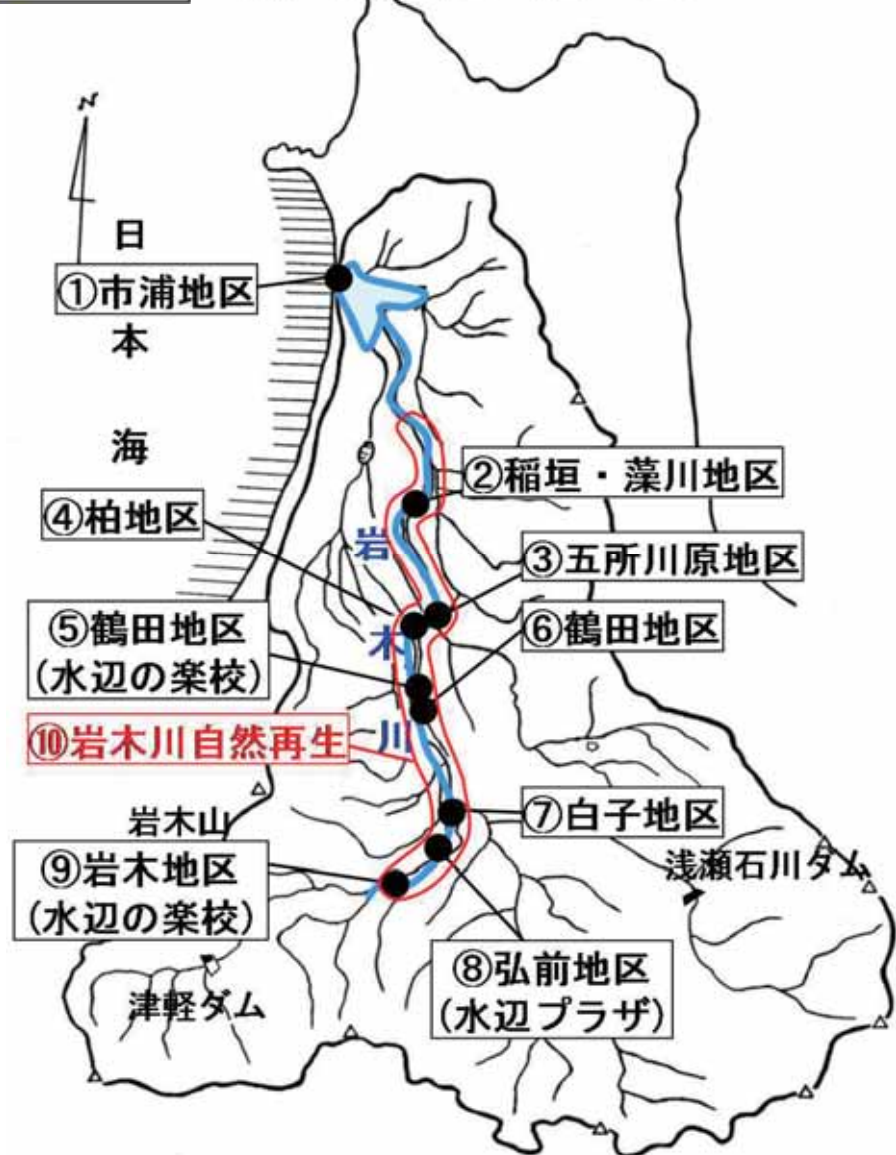 N
日本海
①市浦地区
②稲垣・藻川地区
④柏地区
③五所川原地区
⑤鶴田地区
(水辺の楽校)
⑥鶴田地区
岩木川
⑩岩木川自然再生
岩木山
⑦白子地区
浅瀬石川ダム
⑨岩木地区
(水辺の楽校)
⑧弘前地区
(水辺プラザ)
津軽ダム